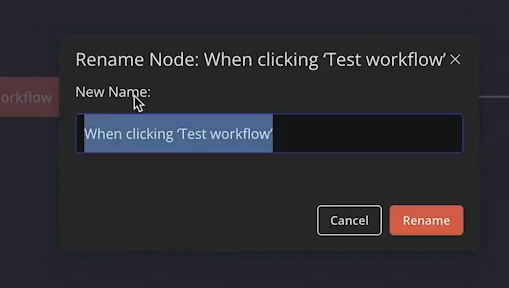 Rename Node: When clicking ‘Test workflow’ ×
New Name:
orkflow
When clicking ‘Test workflow’
Cancel
Rename